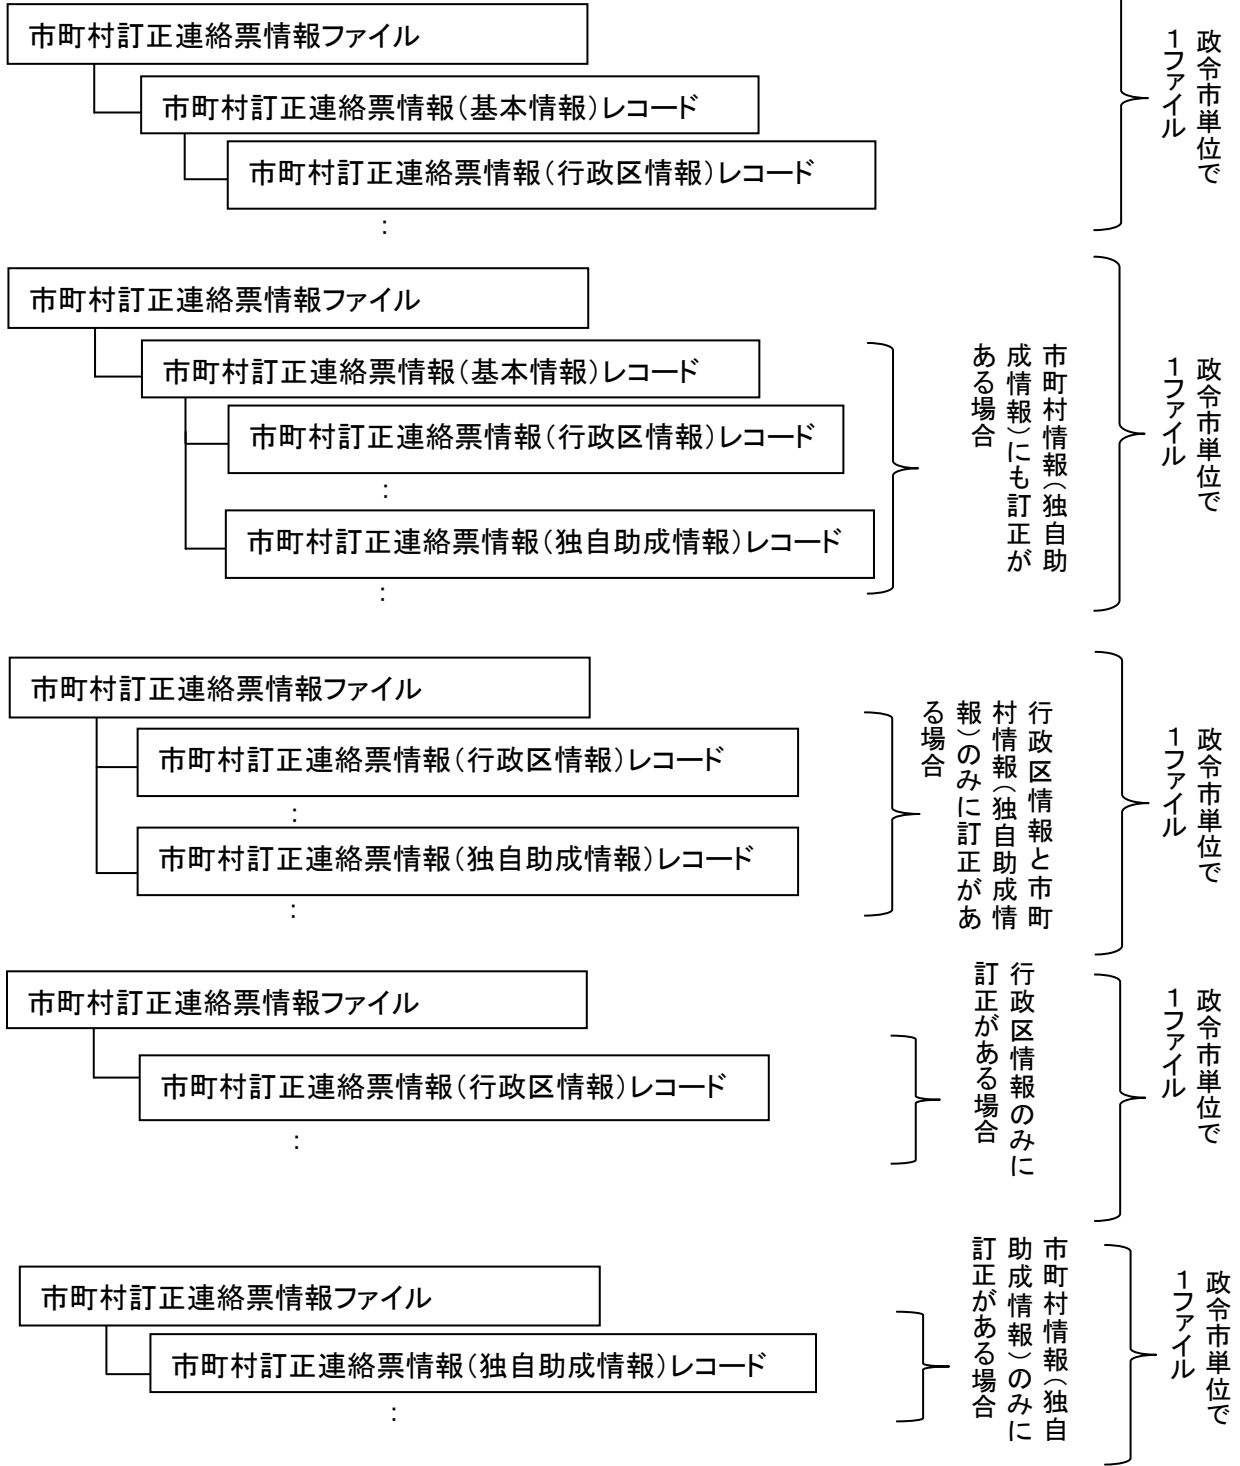 市町村訂正連絡票情報ファイル
市町村訂正連絡票情報（基本情報）レコード
市町村訂正連絡票情報（行政区情報）レコード
：
政令市単位で
１ファイル
市町村訂正連絡票情報ファイル
市町村訂正連絡票情報（基本情報）レコード
市町村訂正連絡票情報（行政区情報）レコード
：
市町村訂正連絡票情報（独自助成情報）レコード
：
市町村情報（独自助
成情報）にも訂正が
ある場合
政令市単位で
１ファイル
市町村訂正連絡票情報ファイル
市町村訂正連絡票情報（行政区情報）レコード
：
市町村訂正連絡票情報（独自助成情報）レコード
：
行政区情報と市町
村情報（独自助成情
報）のみに訂正があ
る場合
政令市単位で
１ファイル
市町村訂正連絡票情報ファイル
市町村訂正連絡票情報（行政区情報）レコード
：
行政区情報のみに
訂正がある場合
政令市単位で
１ファイル
市町村訂正連絡票情報ファイル
市町村訂正連絡票情報（独自助成情報）レコード
：
市町村情報（独自
助成情報）のみに
訂正がある場合
政令市単位で
１ファイル